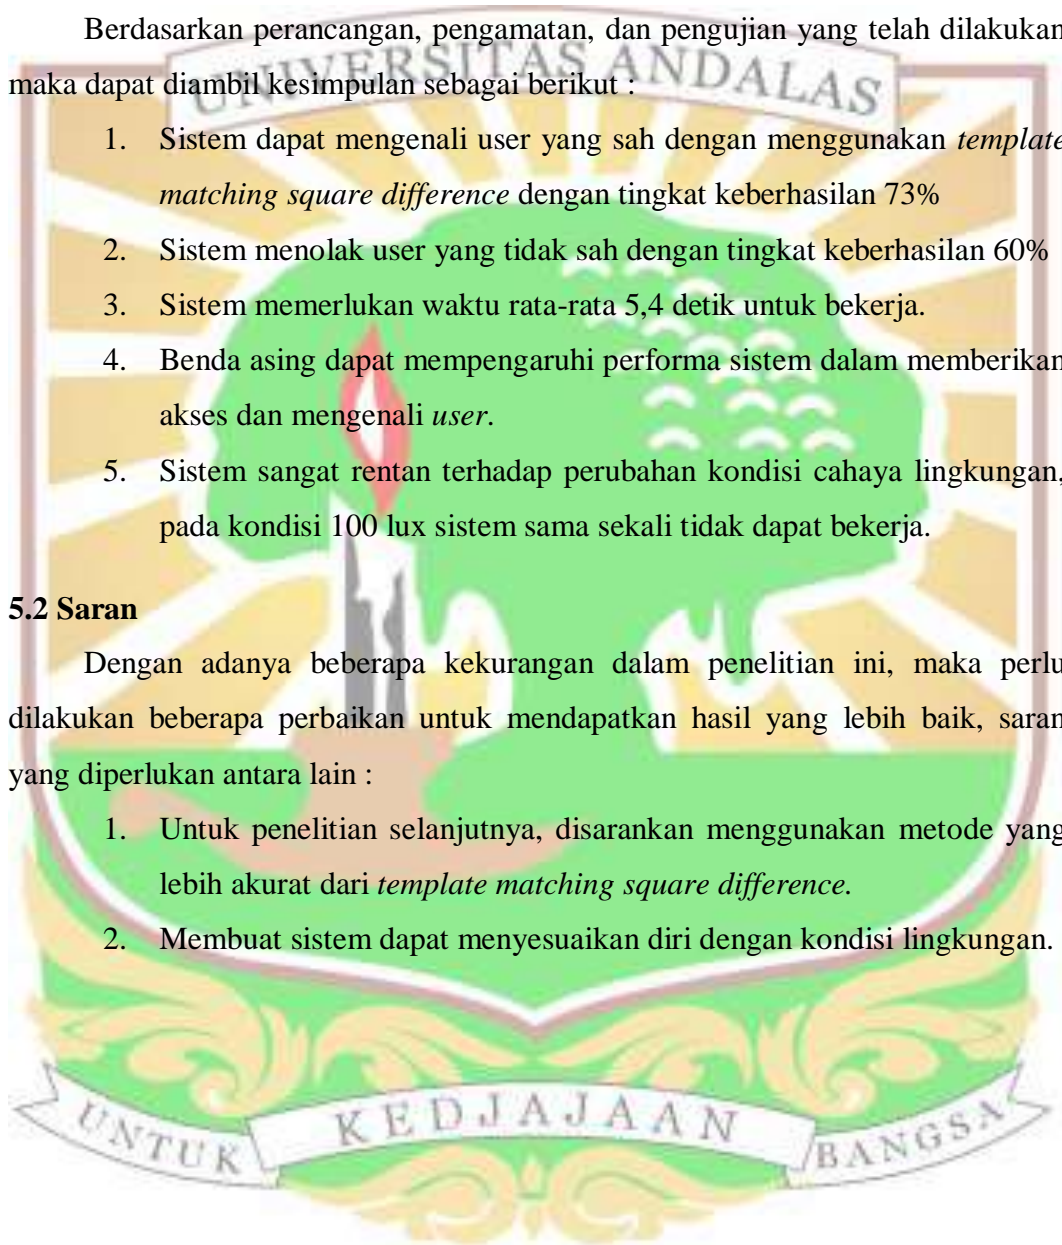 Berdasarkan perancangan, pengamatan, dan pengujian yang telah dilakukan
UNIVERSITAS ANDALAS
maka dapat diambil kesimpulan sebagai berikut :
1. Sistem dapat mengenali user yang sah dengan menggunakan template
matching square difference dengan tingkat keberhasilan 73%
2. Sistem menolak user yang tidak sah dengan tingkat keberhasilan 60%
3. Sistem memerlukan waktu rata-rata 5,4 detik untuk bekerja.
4. Benda asing dapat mempengaruhi performa sistem dalam memberikan
akses dan mengenali user.
5. Sistem sangat rentan terhadap perubahan kondisi cahaya lingkungan,
pada kondisi 100 lux sistem sama sekali tidak dapat bekerja.
5.2 Saran
Dengan adanya beberapa kekurangan dalam penelitian ini, maka perlu
dilakukan beberapa perbaikan untuk mendapatkan hasil yang lebih baik, saran
yang diperlukan antara lain :
1. Untuk penelitian selanjutnya, disarankan menggunakan metode yang
lebih akurat dari template matching square difference.
2. Membuat sistem dapat menyesuaikan diri dengan kondisi lingkungan.
UNTUK KEDJAJAAN BANGSA